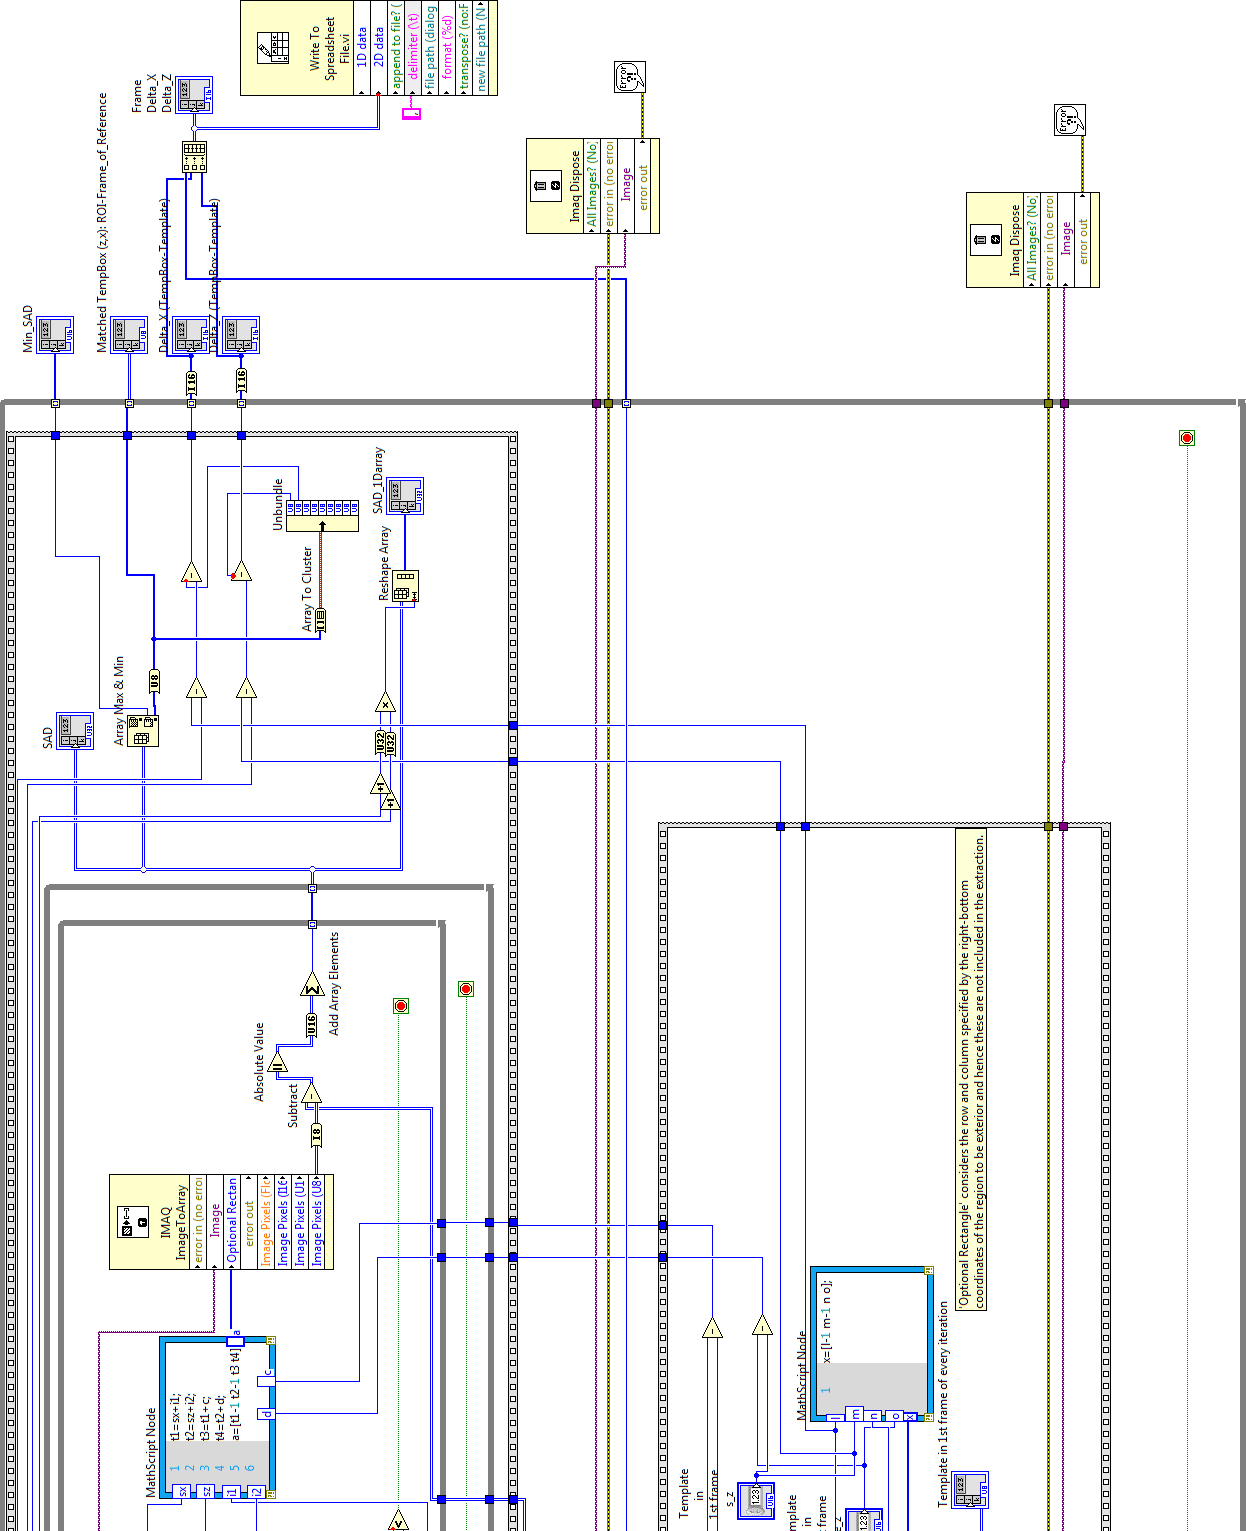 Write To
Spreadsheet
File.vi
1D data
2D data
append to file? (
delimiter (\t)
file path (dialog
format (%d)
transpose? (no:F
new file path (N
Frame
Delta_X
Delta_Z
Matched TempBox (z,x): ROI-Frame_of_Reference
Min_SAD
Delta_X (TempBox-Template)
Delta_Z (TempBox-Template)
Error
?!
Imaq Dispose
All Images? (No)
error in (no erro
Image
error out
Error
?!
Imaq Dispose
All Images? (No)
error in (no erro
Image
error out
I16
I16
Unbundle
Array To Cluster
SAD_1Darray
Reshape Array
U8
SAD
Array Max & Min
U32
U32
+1
+1
Add Array Elements
U16
Absolute Value
Subtract
I8
IMAQ
ImageToArray
error in (no erro
Image
Optional Rectan
error out
Image Pixels (Flo
Image Pixels (I16
Image Pixels (U1
Image Pixels (U8
MathScript Node
1 t1=sx+i1;
2 t2=sz+i2;
3 t3=t1+c;
4 t4=t2+d;
5 a=[t1-1 t2-1 t3 t4]
6
sx
sz
i1
i2
a
c
d
'Optional Rectangle' considers the row and column specified by the right-bottom
coordinates of the region to be exterior and hence these are not included in the extraction.
MathScript Node
1 x=[l-1 m-1 n o];
l
m
n
o
x
Template in 1st frame of every iteration
Template
in
1st frame
s_z
mplate
in
frame